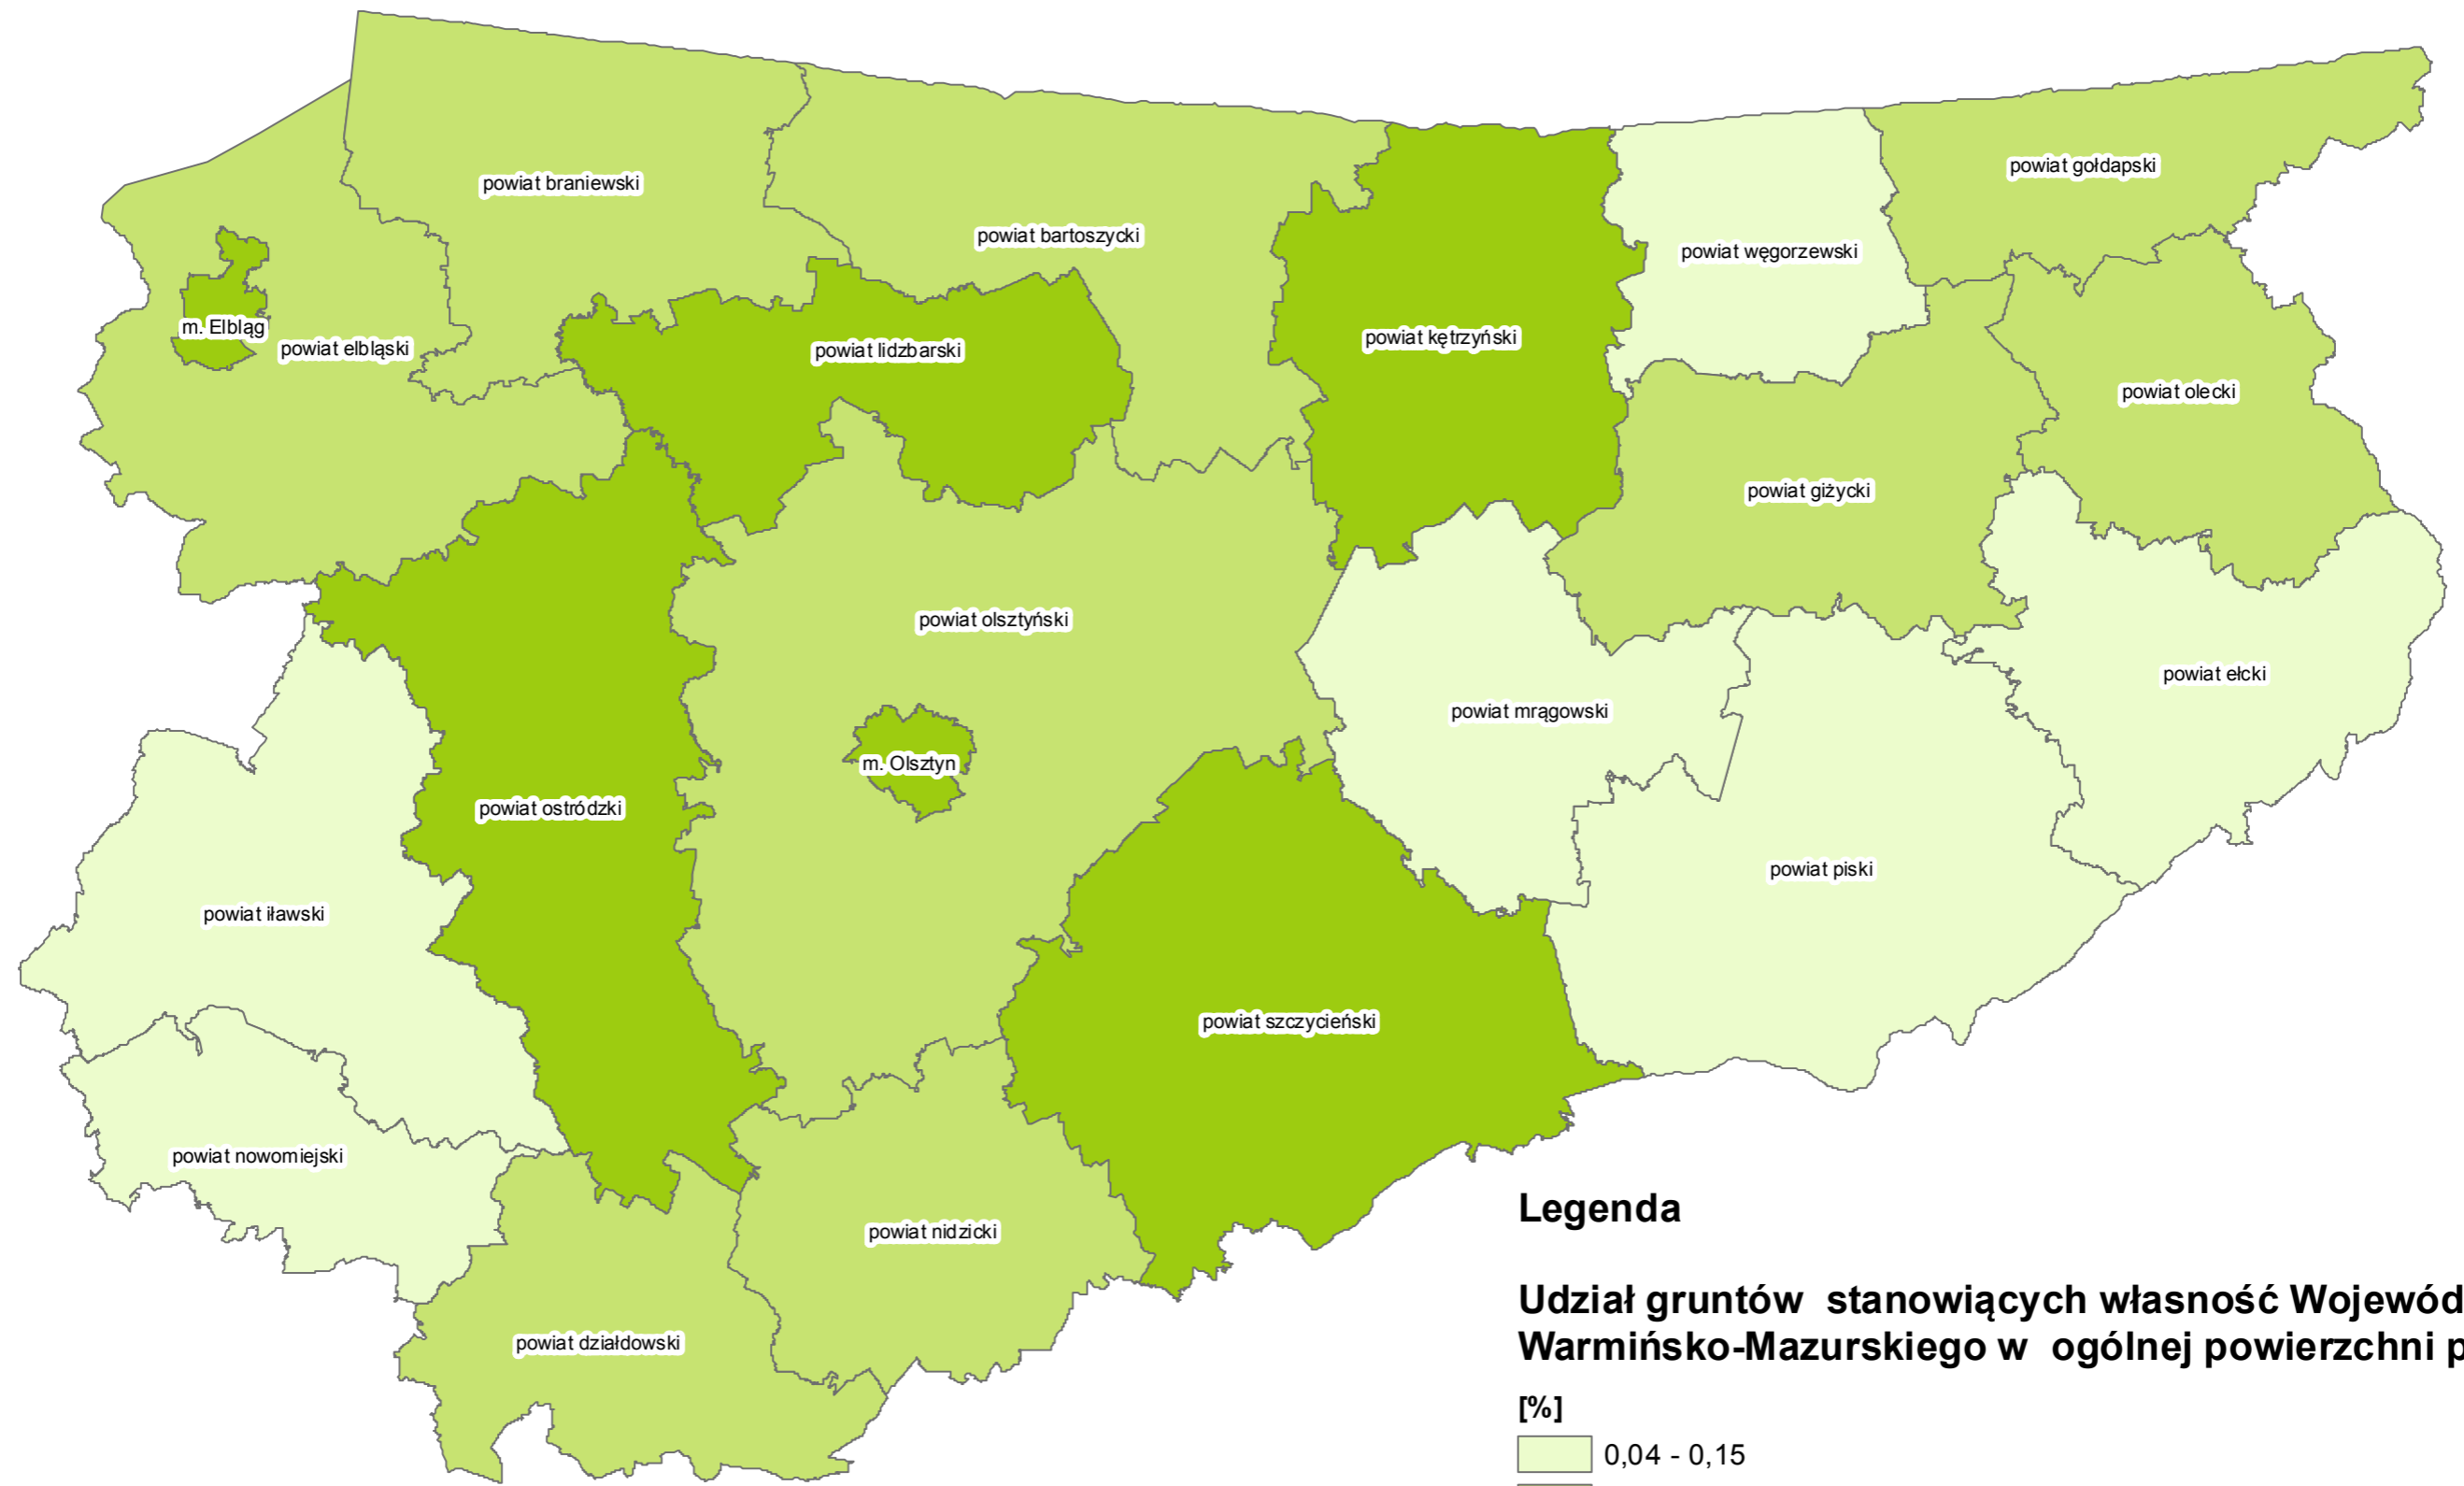 powiat gołdapski
powiat braniewski
powiat bartoszycki
powiat węgorzewski
m. Elbląg
powiat elbląski
powiat lidzbarski
powiat kętrzyński
powiat olecki
powiat giżycki
powiat olsztyński
powiat ełcki
powiat mrągowski
m. Olsztyn
powiat ostródzki
powiat piski
powiat iławski
powiat szczycieński
powiat nowomiejski
powiat nidzicki
powiat działdowski
Legenda
Udział gruntów stanowiących własność Wojewód
Warmińsko-Mazurskiego w ogólnej powierzchni p
[%]
0,04 - 0,15